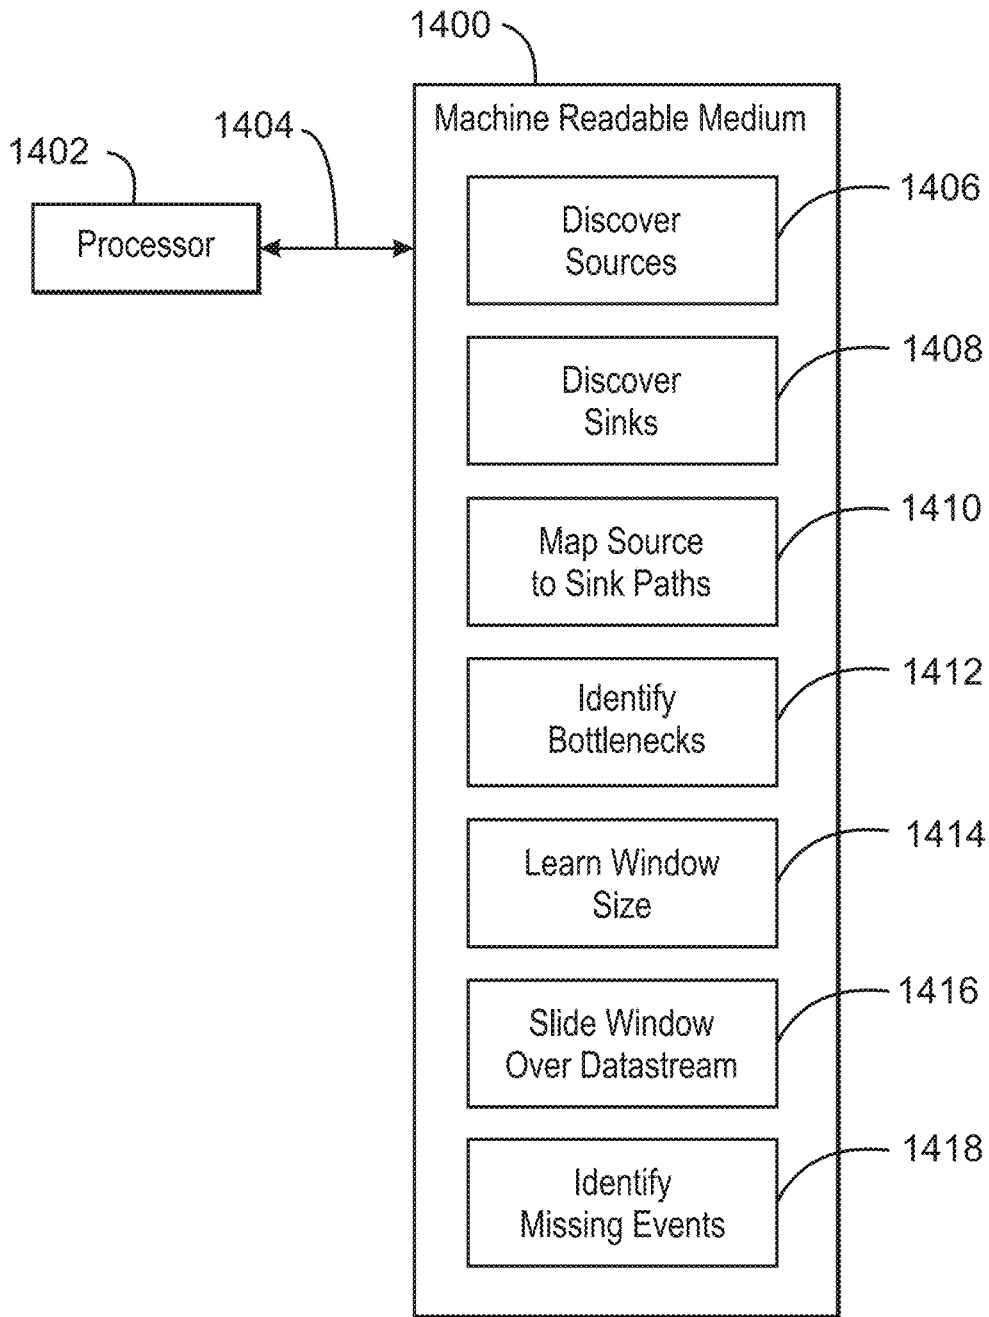 1400
Machine Readable Medium
1404
1402
Processor
1406
Discover
Sources
1408
Discover
Sinks
1410
Map Source
to Sink Paths
1412
Identify
Bottlenecks
1414
Learn Window
Size
1416
Slide Window
Over Datastream
1418
Identify
Missing Events